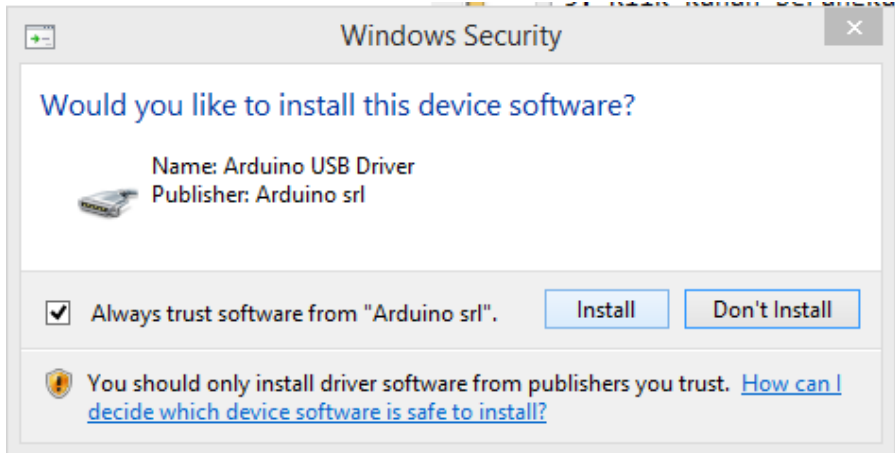 Windows Security
Would you like to install this device software?
Name: Arduino USB Driver
Publisher: Arduino srl
Always trust software from "Arduino srl".
Install
Don't Install
You should only install driver software from publishers you trust. How can I
decide which device software is safe to install?